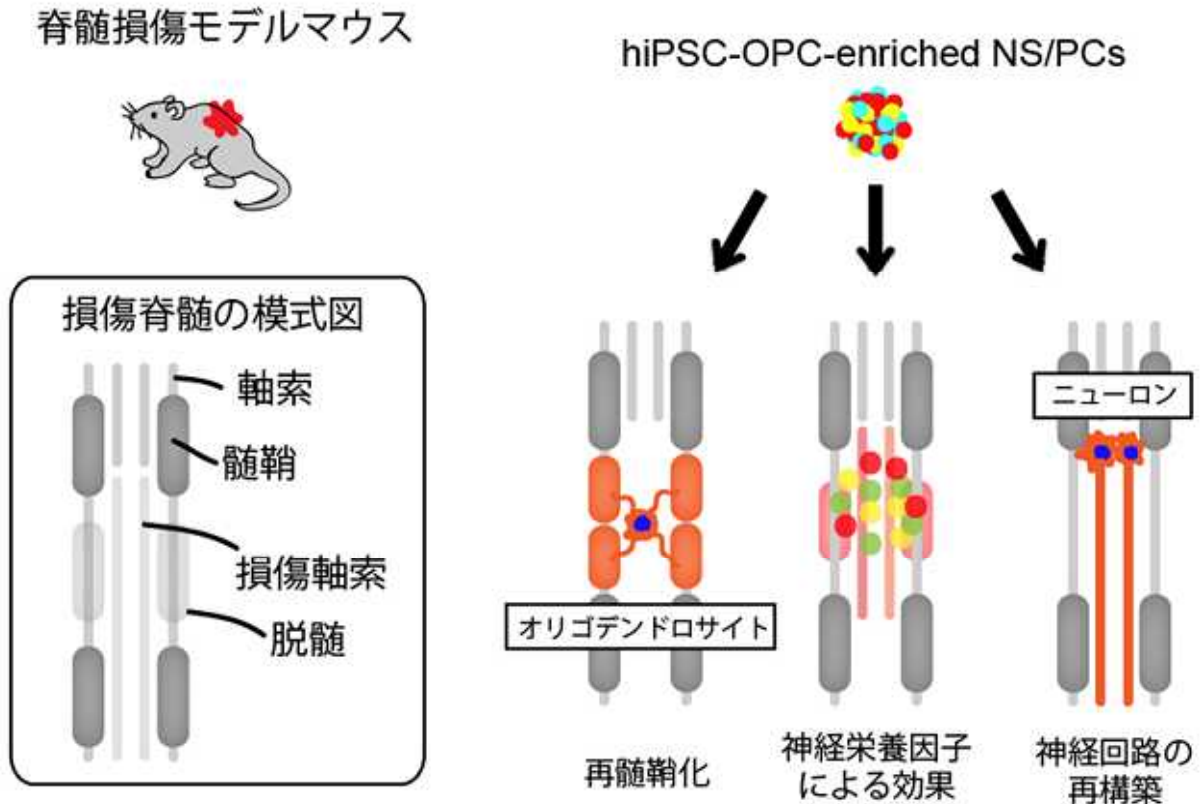 脊髄損傷モデルマウス
hiPSC-OPC-enriched NS/PCs
損傷脊髄の模式図
軸索
髄鞘
損傷軸索
脱髄
オリゴデンドロサイト
ニューロン
再髄鞘化
神経栄養因子
による効果
神経回路の
再構築